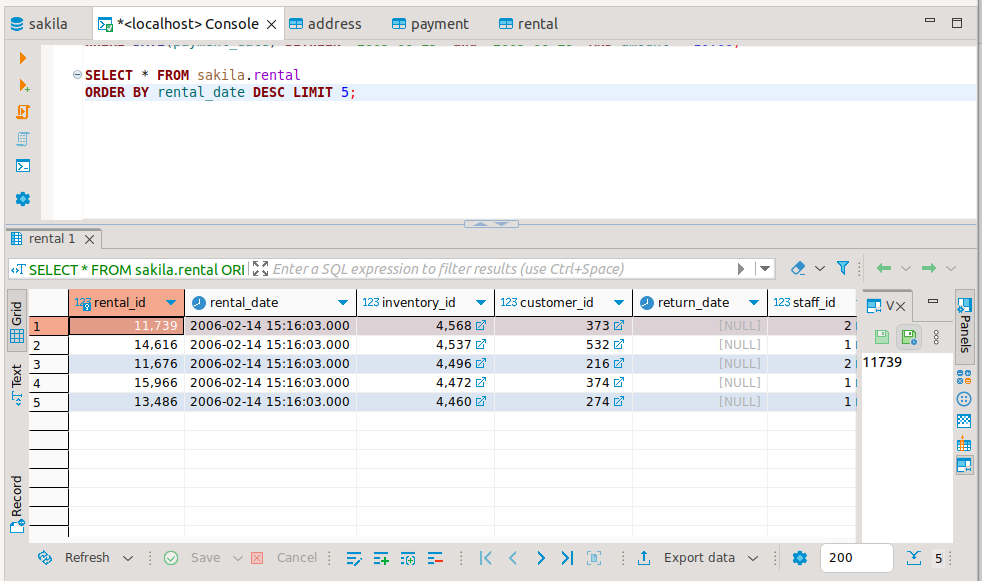 sakila
*<localhost> Console
address
payment
rental
SELECT * FROM sakila.rental
ORDER BY rental_date DESC LIMIT 5;
rental 1
SELECT * FROM sakila.rental ORI
Enter a SQL expression to filter results (use Ctrl+Space)
Grid
Text
Record
123 rental_id rental_date 123 inventory_id 123 customer_id return_date 123 staff_id
1 11,739 2006-02-14 15:16:03.000 4,568 373 [NULL] 2
2 14,616 2006-02-14 15:16:03.000 4,537 532 [NULL] 1
3 11,676 2006-02-14 15:16:03.000 4,496 216 [NULL] 2
4 15,966 2006-02-14 15:16:03.000 4,472 374 [NULL] 1
5 13,486 2006-02-14 15:16:03.000 4,460 274 [NULL] 1
V
11739
Panels
Refresh Save Cancel Export data 200 5